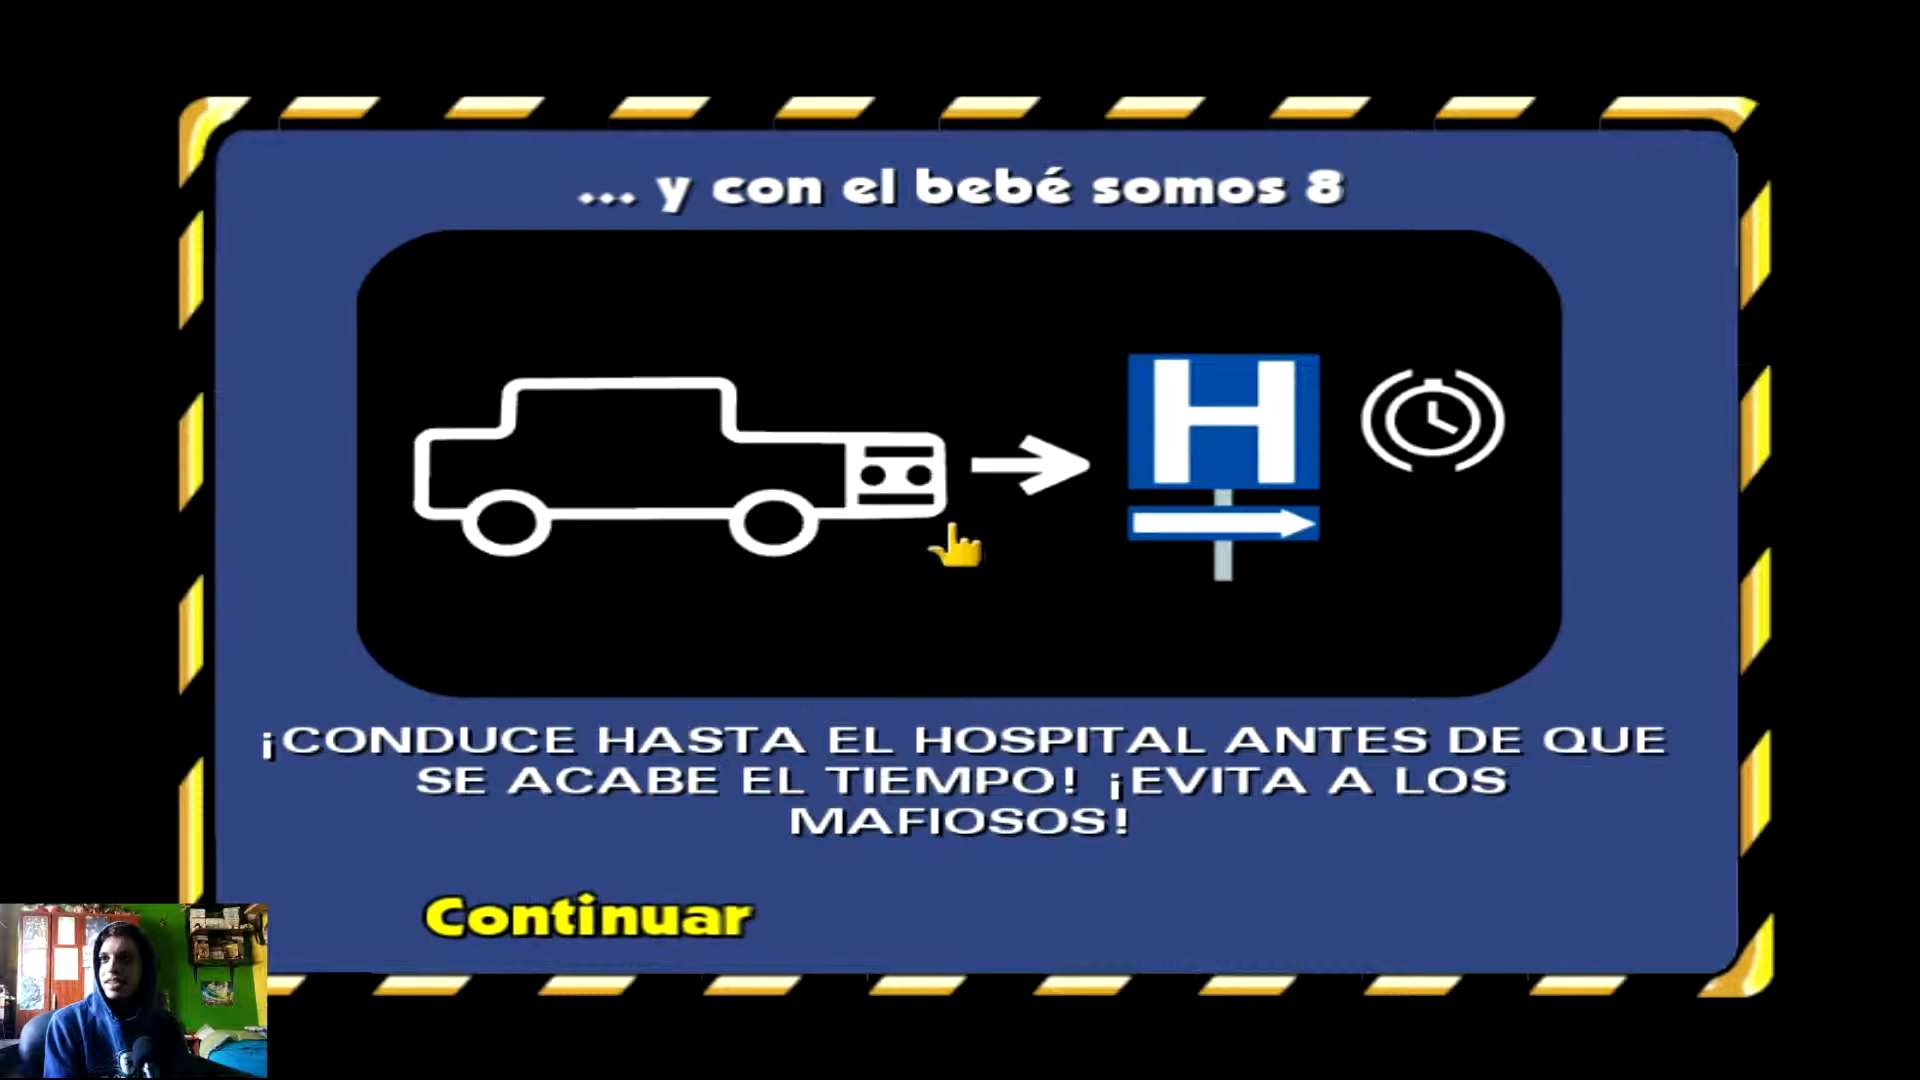 ... y con el bebé somos 8
H
¡CONDUCE HASTA EL HOSPITAL ANTES DE QUE
SE ACABE EL TIEMPO! ¡EVITA A LOS
MAFIOSOS!
Continuar